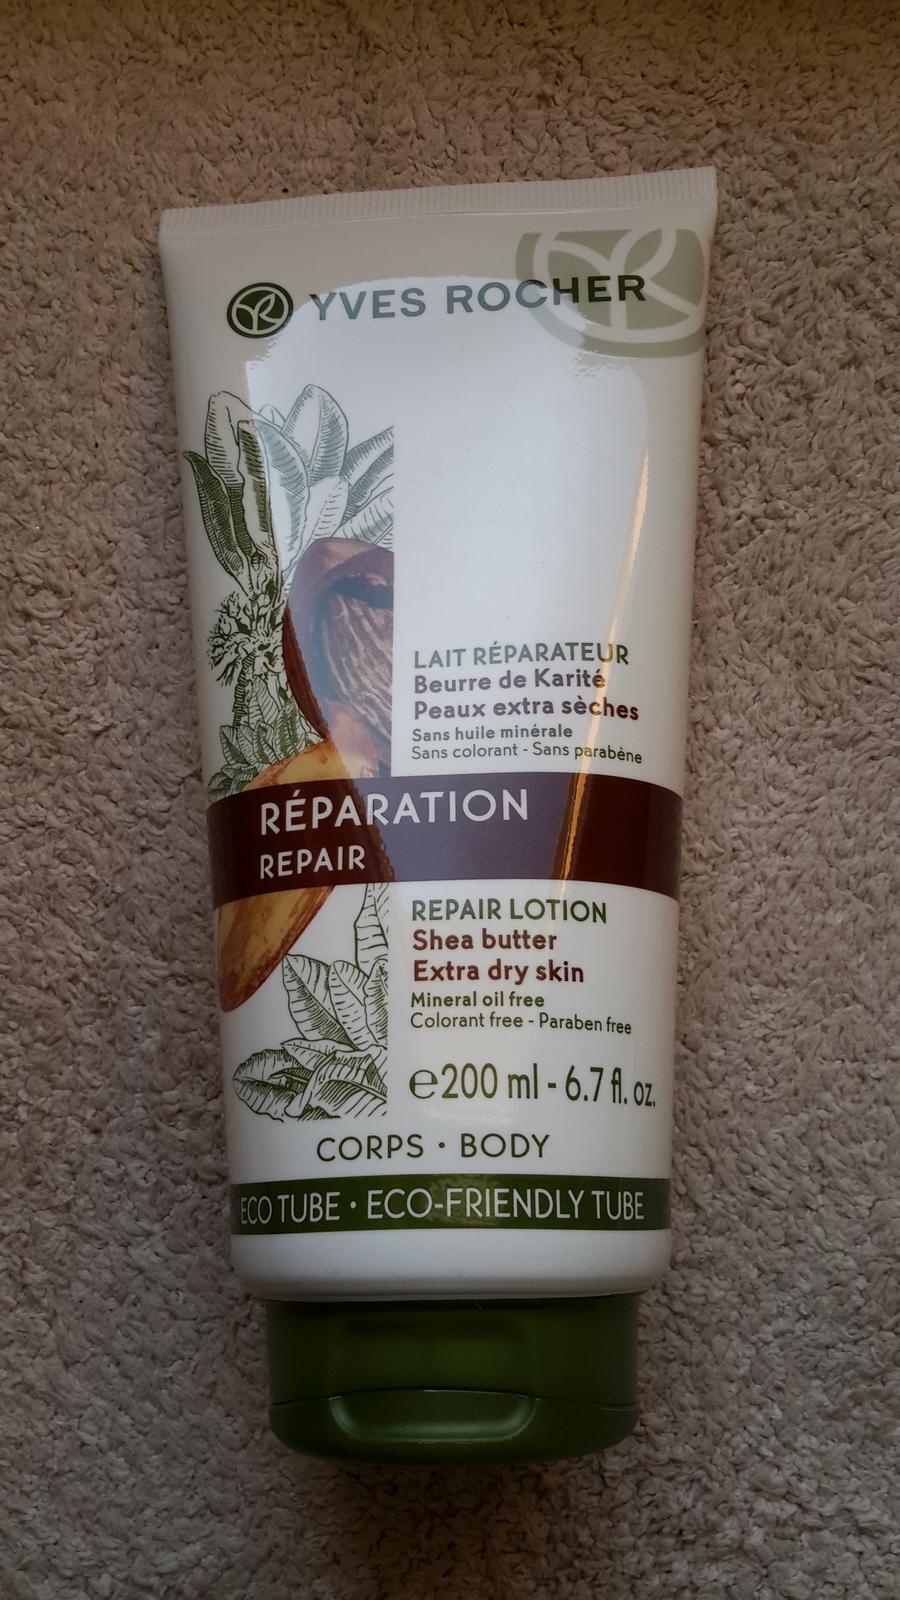 YVES ROCHER
LAIT RÉPARATEUR
Beurre de Karité
Peaux extra sèches
Sans huile minérale
Sans colorant - Sans parabène
RÉPARATION
REPAIR
REPAIR LOTION
Shea butter
Extra dry skin
Mineral oil free
Colorant free - Paraben free
℮200 ml - 6.7 fl. oz.
CORPS • BODY
ECO TUBE • ECO-FRIENDLY TUBE